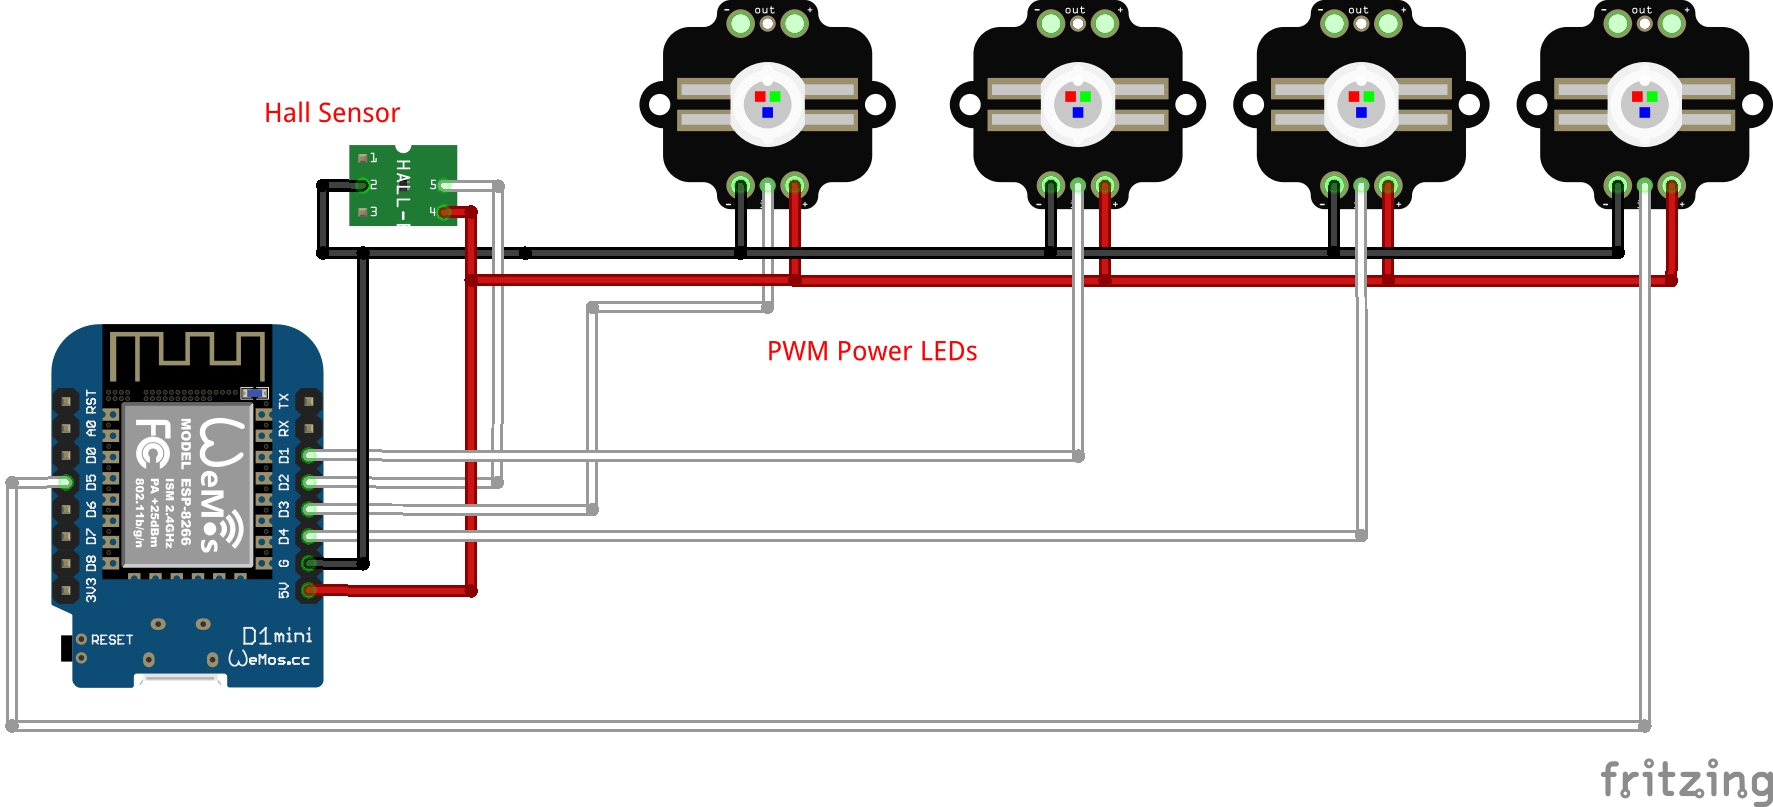 - out +
- out +
- out +
- out +
Hall Sensor
1
2
3
HALL-
5
4
- +
- +
- +
- +
PWM Power LEDs
RST
A0
D0
D5
D6
D7
D8
3V3
TX
RX
D1
D2
D3
D4
G
5V
WeMos
MODEL ESP-8266
ISM 2.4GHz
PA +25dBm
802.11b/g/n
FC
RESET
D1mini
WeMos.cc
fritzing